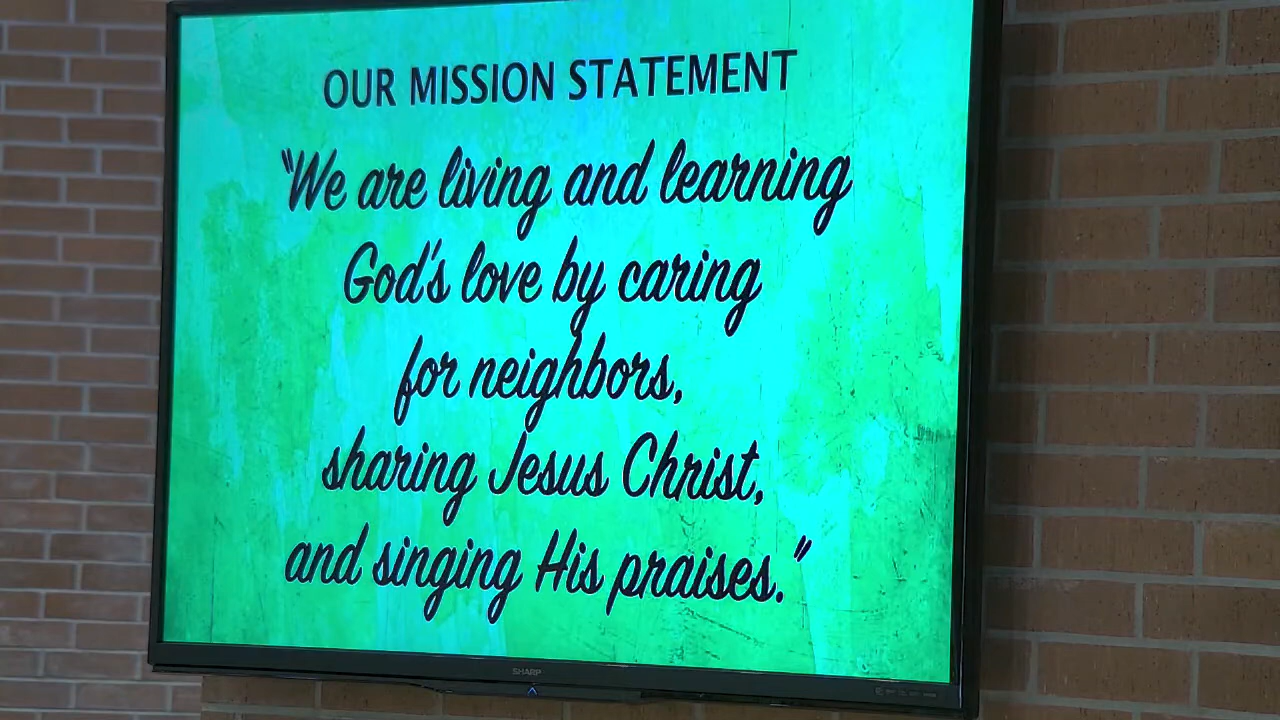 OUR MISSION STATEMENT
"We are living and learning
God's love by caring
for neighbors,
sharing Jesus Christ,
and singing His praises."
SHARP